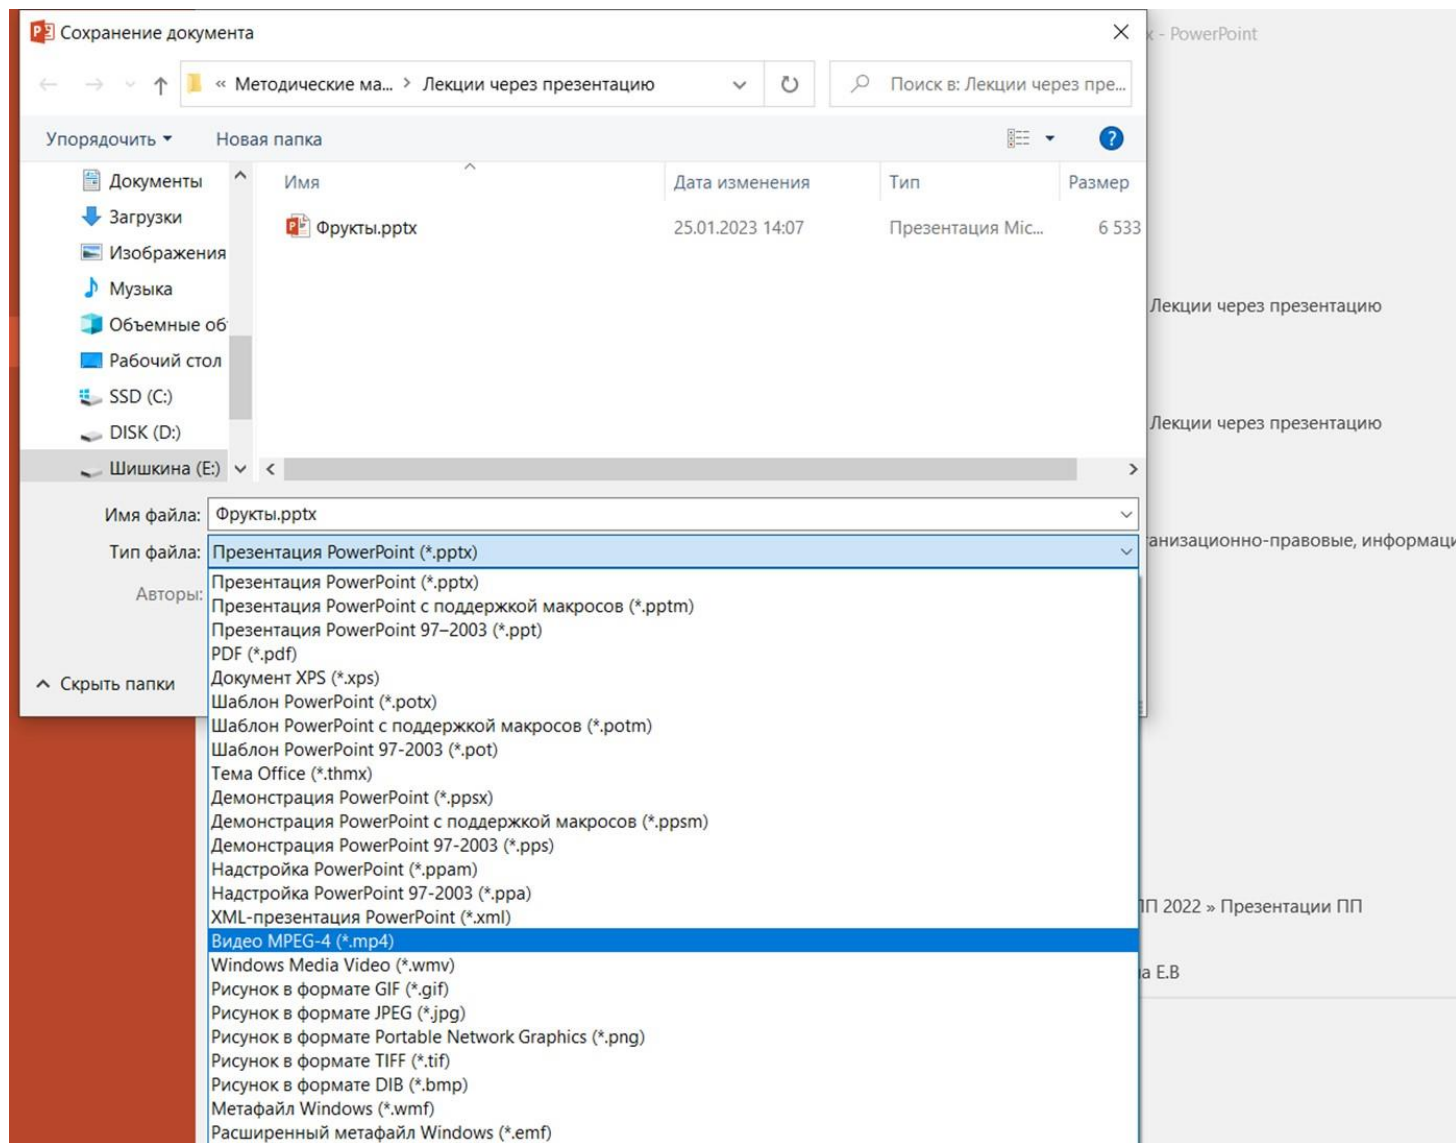 Сохранение документа
- PowerPoint
« Методические ма... > Лекции через презентацию
Поиск в: Лекции через пре...
Упорядочить
Новая папка
Имя
Дата изменения
Тип
Размер
Документы
Загрузки
Изображения
Музыка
Объемные об
Рабочий стол
SSD (C:)
DISK (D:)
Шишкина (E:)
Фрукты.pptx
25.01.2023 14:07
Презентация Mic...
6 533
Лекции через презентацию
Лекции через презентацию
Имя файла: Фрукты.pptx
Тип файла: Презентация PowerPoint (*.pptx)
анизационно-правовые, информаци
Авторы:
Скрыть папки
Презентация PowerPoint (*.pptx)
Презентация PowerPoint с поддержкой макросов (*.pptm)
Презентация PowerPoint 97–2003 (*.ppt)
PDF (*.pdf)
Документ XPS (*.xps)
Шаблон PowerPoint (*.potx)
Шаблон PowerPoint с поддержкой макросов (*.potm)
Шаблон PowerPoint 97-2003 (*.pot)
Тема Office (*.thmx)
Демонстрация PowerPoint (*.ppsx)
Демонстрация PowerPoint с поддержкой макросов (*.ppsm)
Демонстрация PowerPoint 97-2003 (*.pps)
Надстройка PowerPoint (*.ppam)
Надстройка PowerPoint 97-2003 (*.ppa)
XML-презентация PowerPoint (*.xml)
Видео MPEG-4 (*.mp4)
Windows Media Video (*.wmv)
Рисунок в формате GIF (*.gif)
Рисунок в формате JPEG (*.jpg)
Рисунок в формате Portable Network Graphics (*.png)
Рисунок в формате TIFF (*.tif)
Рисунок в формате DIB (*.bmp)
Метафайл Windows (*.wmf)
Расширенный метафайл Windows (*.emf)
ПП 2022 » Презентации ПП
а Е.В